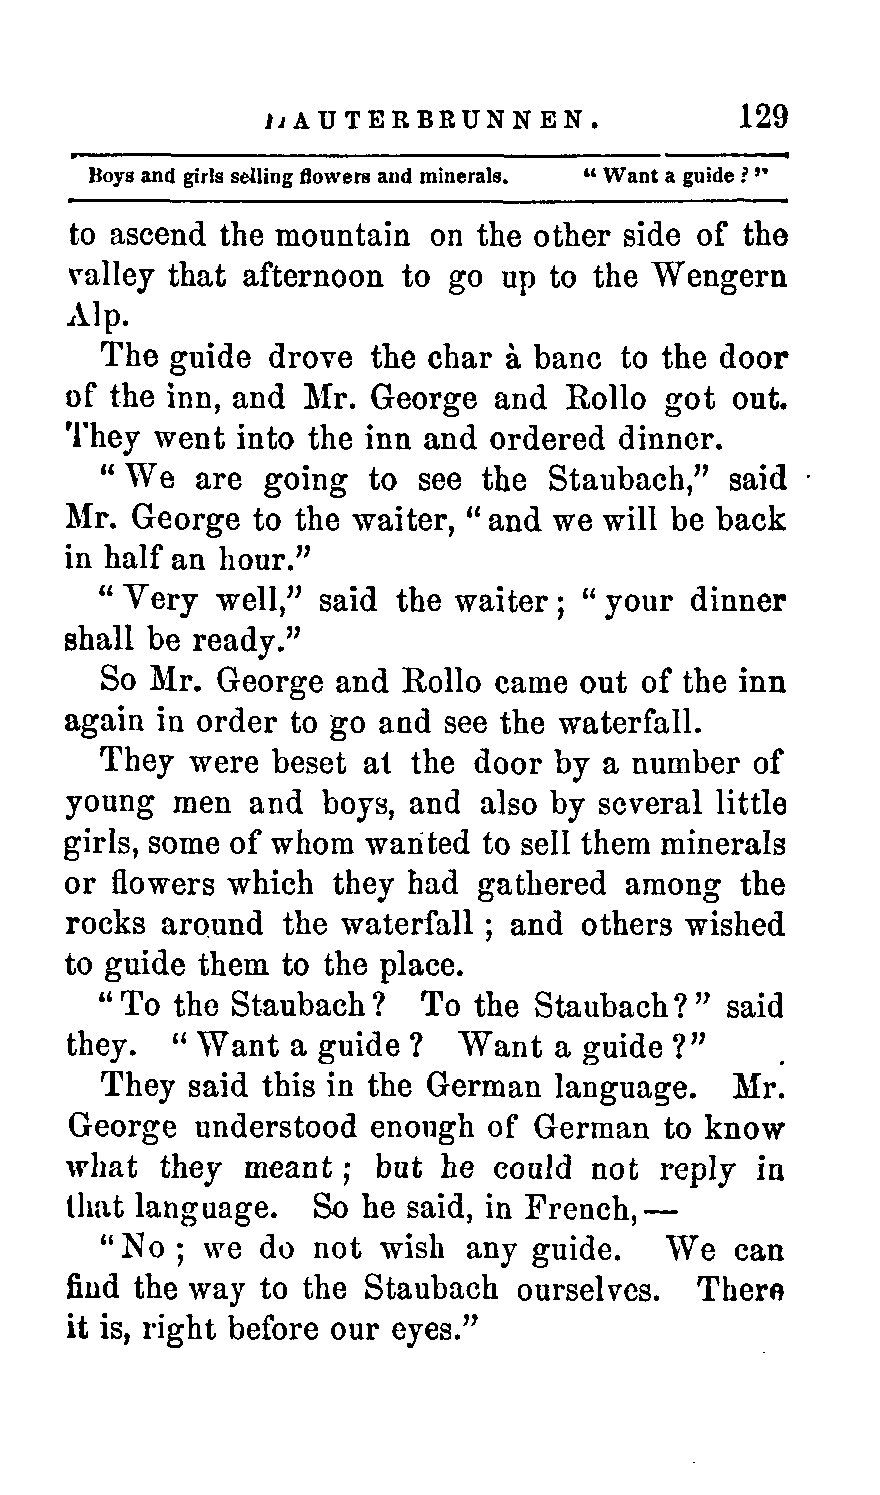 LAUTERBRUNNEN. 129
Boys and girls selling flowers and minerals. “Want a guide?”
to ascend the mountain on the other side of the
valley that afternoon to go up to the Wengern
Alp.
The guide drove the char à banc to the door
of the inn, and Mr. George and Rollo got out.
They went into the inn and ordered dinner.
“We are going to see the Staubach,” said
Mr. George to the waiter, “and we will be back
in half an hour.”
“Very well,” said the waiter; “your dinner
shall be ready.”
So Mr. George and Rollo came out of the inn
again in order to go and see the waterfall.
They were beset at the door by a number of
young men and boys, and also by several little
girls, some of whom wanted to sell them minerals
or flowers which they had gathered among the
rocks around the waterfall; and others wished
to guide them to the place.
“To the Staubach? To the Staubach?” said
they. “Want a guide? Want a guide?”
They said this in the German language. Mr.
George understood enough of German to know
what they meant; but he could not reply in
that language. So he said, in French,—
“No; we do not wish any guide. We can
find the way to the Staubach ourselves. There
it is, right before our eyes.”